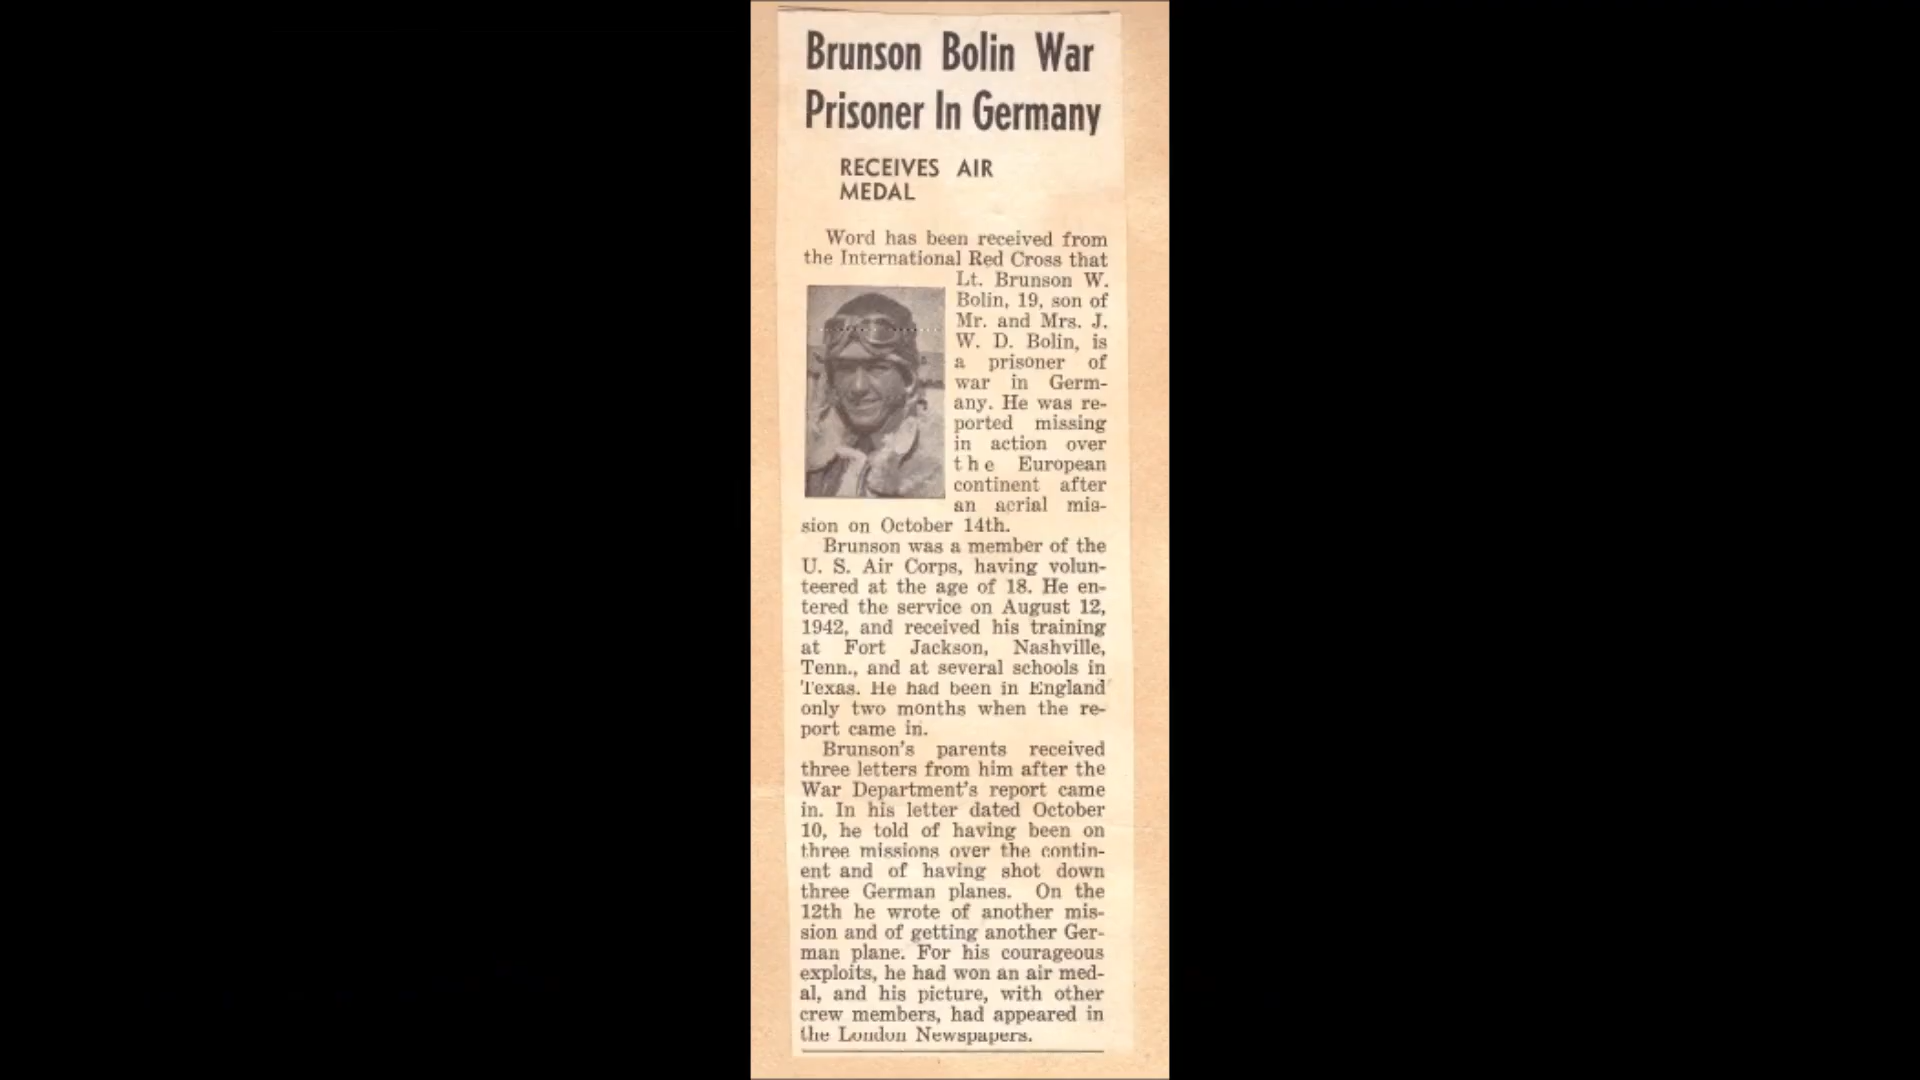 Brunson Bolin War
Prisoner In Germany
RECEIVES AIR
MEDAL
Word has been received from
the International Red Cross that
Lt. Brunson W.
Bolin, 19, son of
Mr. and Mrs. J.
W. D. Bolin, is
a prisoner of
war in Germ-
any. He was re-
ported missing
in action over
the European
continent after
an aerial mis-
sion on October 14th.
Brunson was a member of the
U. S. Air Corps, having volun-
teered at the age of 18. He en-
tered the service on August 12,
1942, and received his training
at Fort Jackson, Nashville,
Tenn., and at several schools in
Texas. He had been in England
only two months when the re-
port came in.
Brunson's parents received
three letters from him after the
War Department's report came
in. In his letter dated October
10, he told of having been on
three missions over the contin-
ent and of having shot down
three German planes. On the
12th he wrote of another mis-
sion and of getting another Ger-
man plane. For his courageous
exploits, he had won an air med-
al, and his picture, with other
crew members, had appeared in
the London Newspapers.